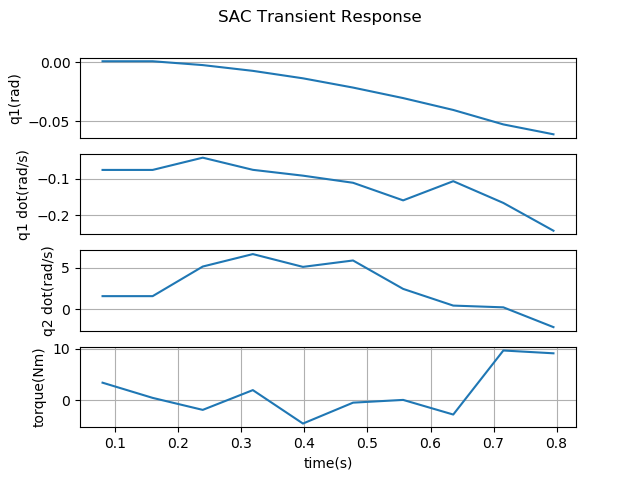 SAC Transient Response
0.00
−0.05
q1(rad)
−0.1
−0.2
q1 dot(rad/s)
5
0
q2 dot(rad/s)
10
0
torque(Nm)
0.1 0.2 0.3 0.4 0.5 0.6 0.7 0.8
time(s)